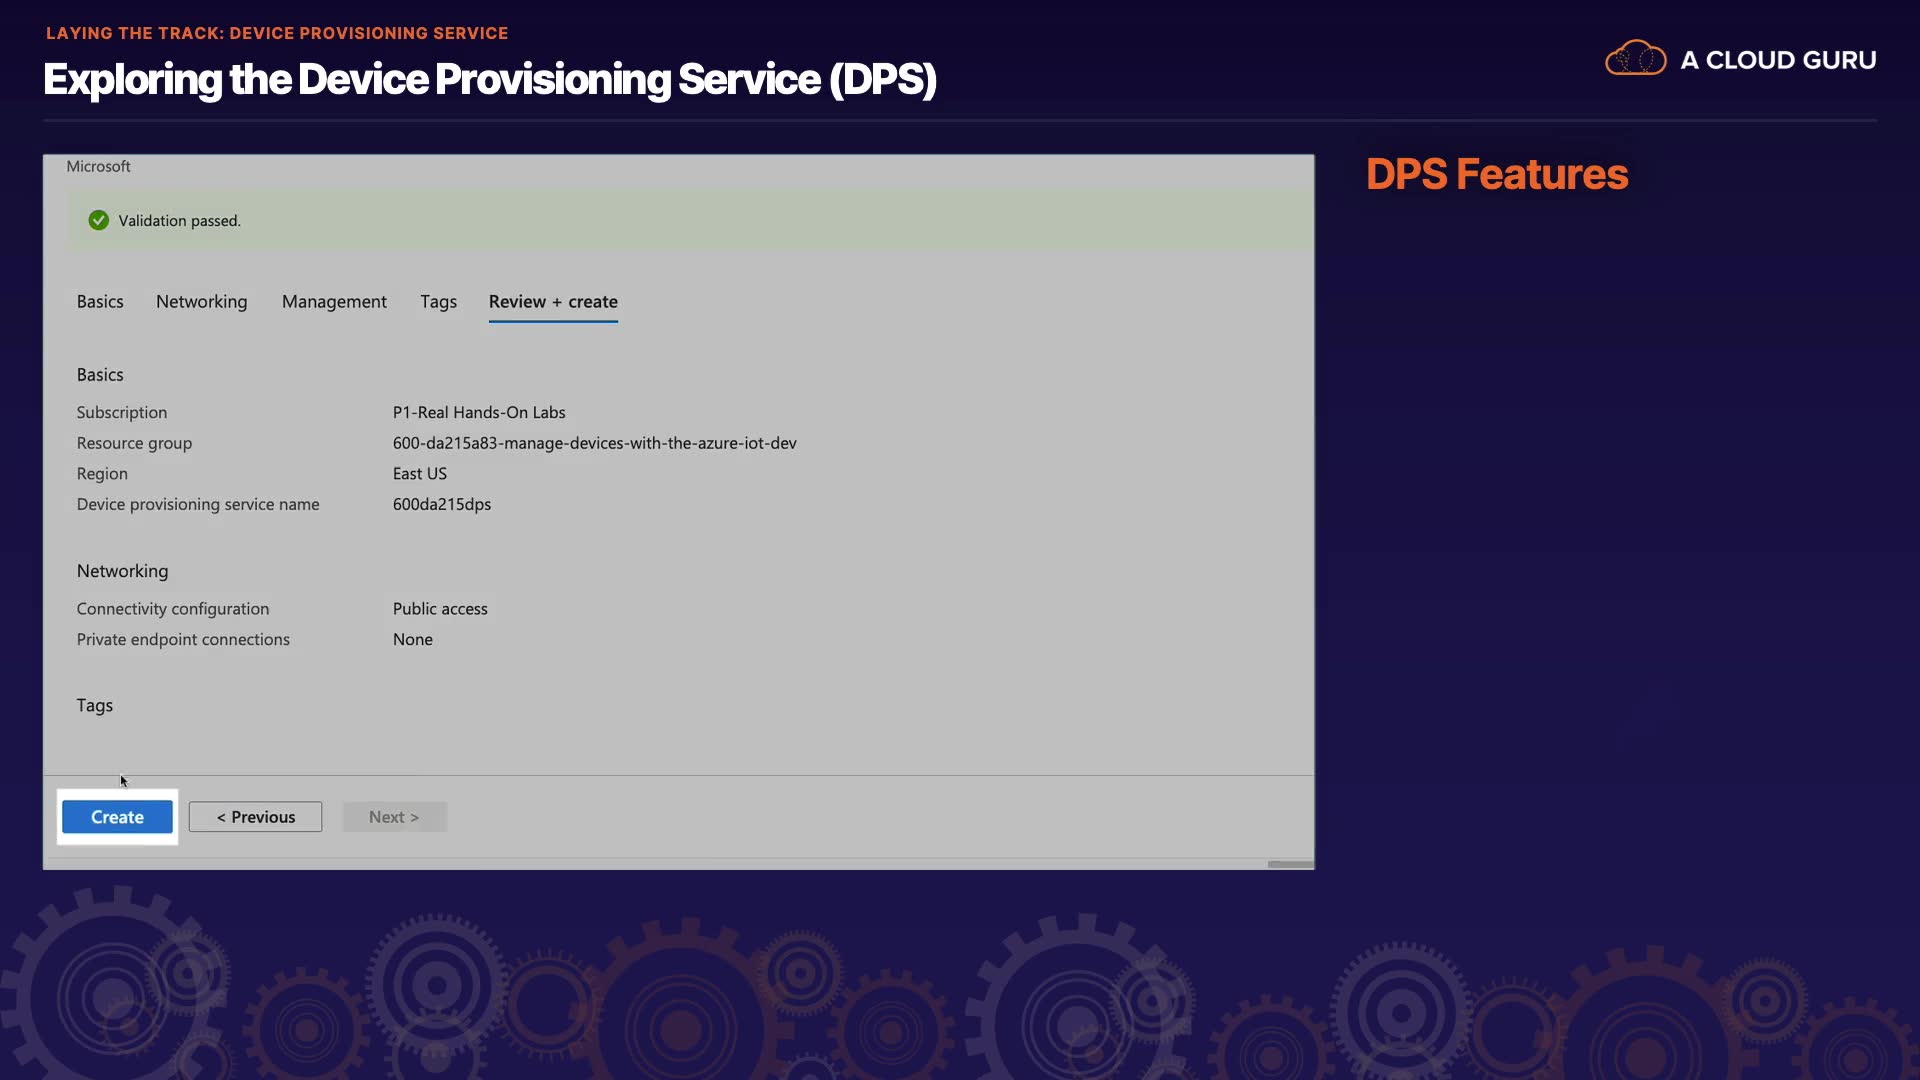 LAYING THE TRACK: DEVICE PROVISIONING SERVICE
Exploring the Device Provisioning Service (DPS)
A CLOUD GURU
DPS Features
Microsoft
Validation passed.
Basics Networking Management Tags Review + create
Basics
Subscription P1-Real Hands-On Labs
Resource group 600-da215a83-manage-devices-with-the-azure-iot-dev
Region East US
Device provisioning service name 600da215dps
Networking
Connectivity configuration Public access
Private endpoint connections None
Tags
Create < Previous Next >